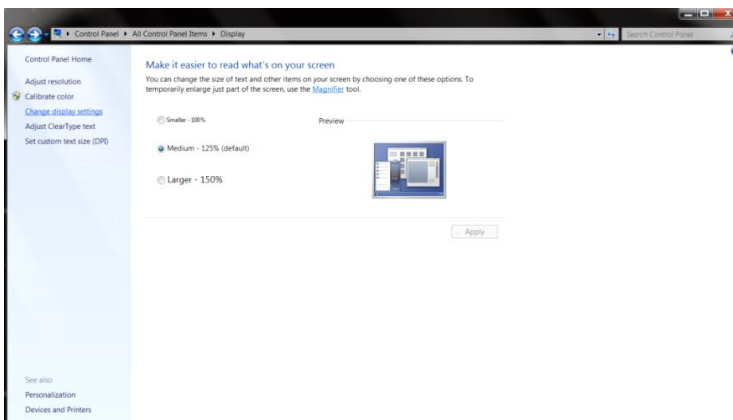 Control Panel ▸ All Control Panel Items ▸ Display
Search Control Panel
Control Panel Home
Adjust resolution
Calibrate color
Change display settings
Adjust ClearType text
Set custom text size (DPI)
See also
Personalization
Devices and Printers
Make it easier to read what's on your screen
You can change the size of text and other items on your screen by choosing one of these options. To
temporarily enlarge just part of the screen, use the Magnifier tool.
Smaller - 100%
Preview
Medium - 125% (default)
Larger - 150%
Apply